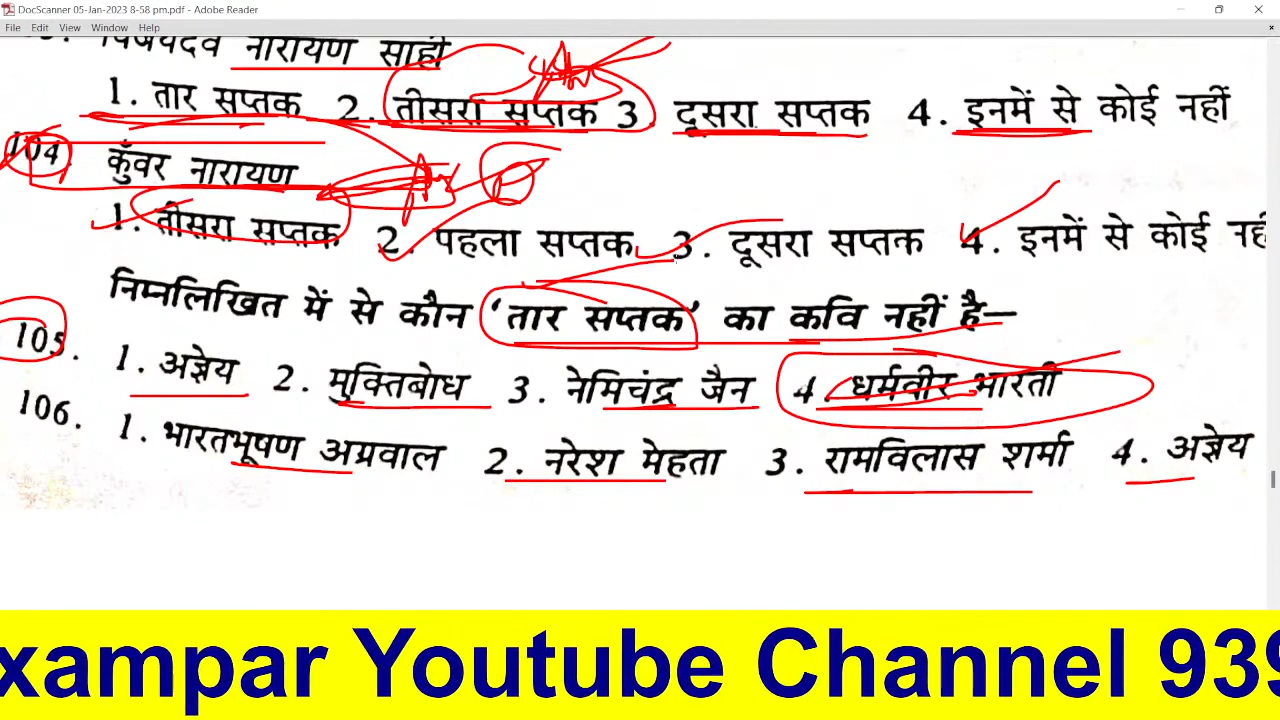 DocScanner 05-Jan-2023 8-58 pm.pdf - Adobe Reader
File Edit View Window Help
विजयदेव नारायण साही
1. तार सप्तक 2. तीसरा सप्तक 3. दूसरा सप्तक 4. इनमें से कोई नहीं
104 कुँवर नारायण
1. तीसरा सप्तक 2. पहला सप्तक 3. दूसरा सप्तक 4. इनमें से कोई नहीं
निम्नलिखित में से कौन 'तार सप्तक' का कवि नहीं है—
105. 1. अज्ञेय 2. मुक्तिबोध 3. नेमिचंद्र जैन 4. धर्मवीर भारती
106. 1. भारतभूषण अग्रवाल 2. नरेश मेहता 3. रामविलास शर्मा 4. अज्ञेय
xampar Youtube Channel 939